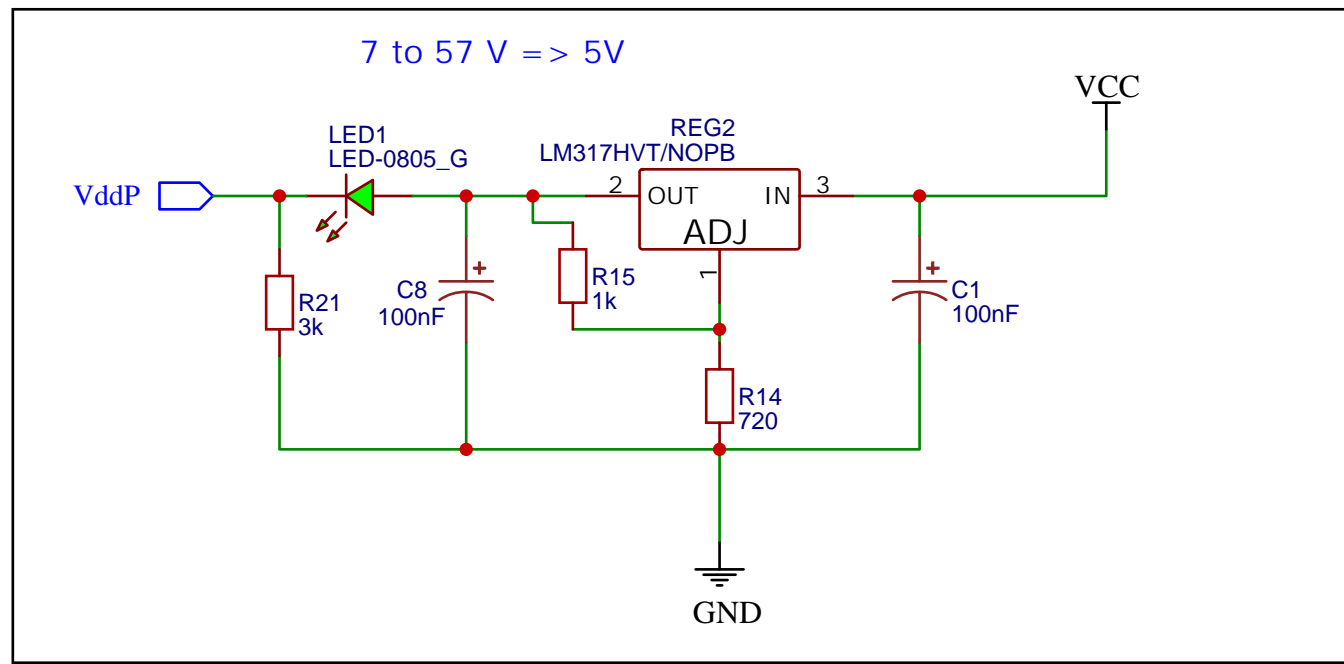 7 to 57 V => 5V
VCC
LED1
LED-0805_G
REG2
LM317HVT/NOPB
VddP
2
OUT
IN
3
ADJ
1
R15
1k
C8
100nF
+
R21
3k
C1
100nF
+
R14
720
GND